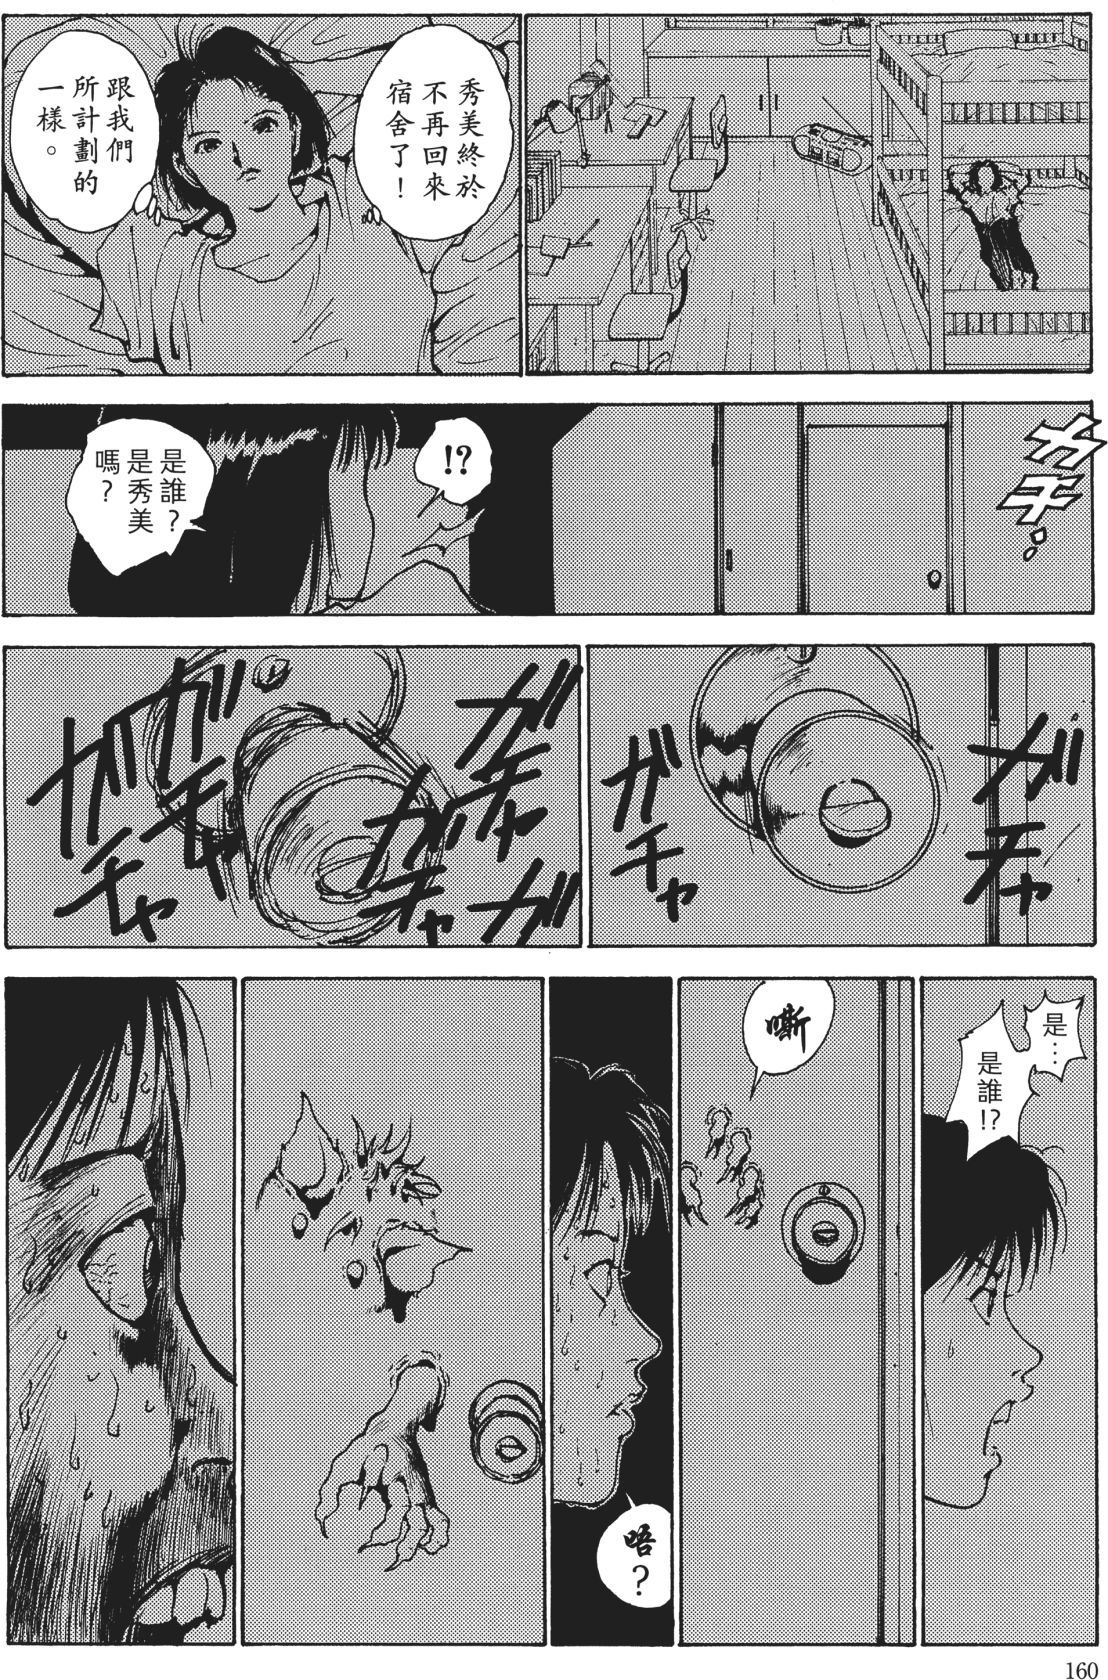 秀美終於
不再回來
宿舍了！
跟我們
所計劃的
一樣。
カチ
!?
是誰？
是秀美
嗎？
ガチャ
ガチャ
ガチャ
ガ
ガチャ
ガチャ
ガチャ
是…
是誰!?
嘶
唔？
160